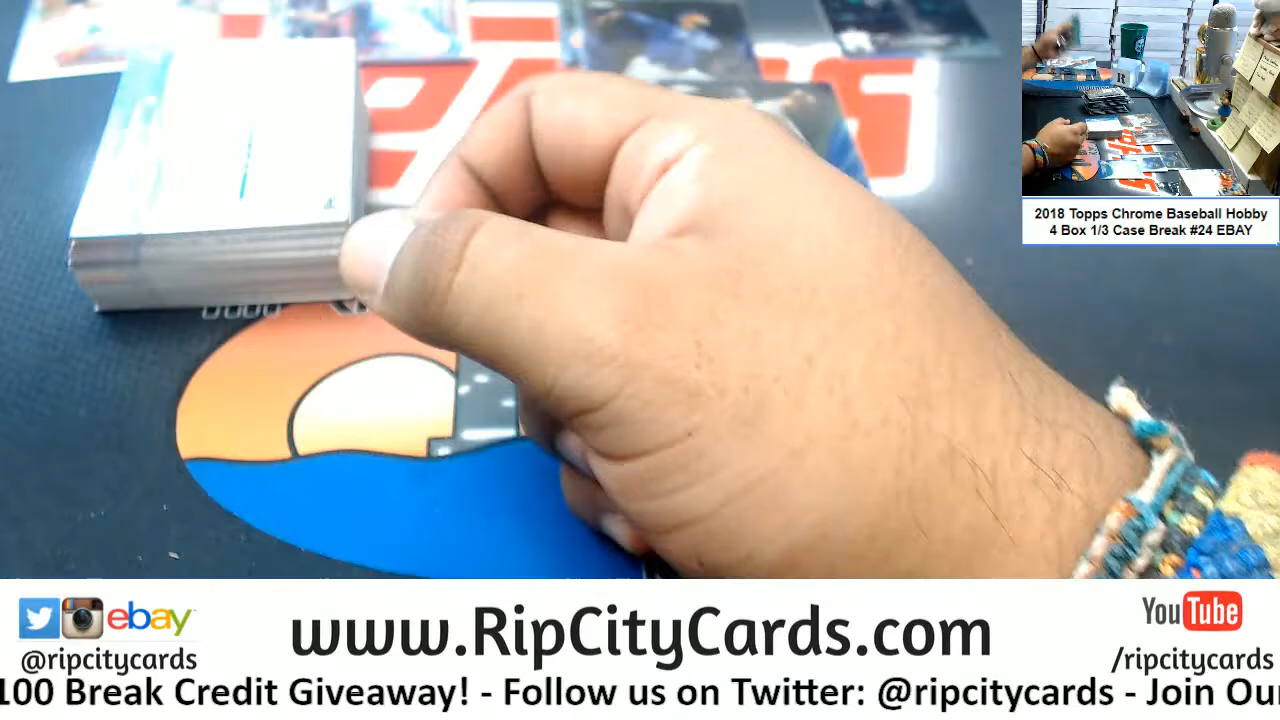 2018 Topps Chrome Baseball Hobby
4 Box 1/3 Case Break #24 EBAY
R
ebay
www.RipCityCards.com
YouTube
@ripcitycards
/ripcitycards
100 Break Credit Giveaway! - Follow us on Twitter: @ripcitycards - Join Our